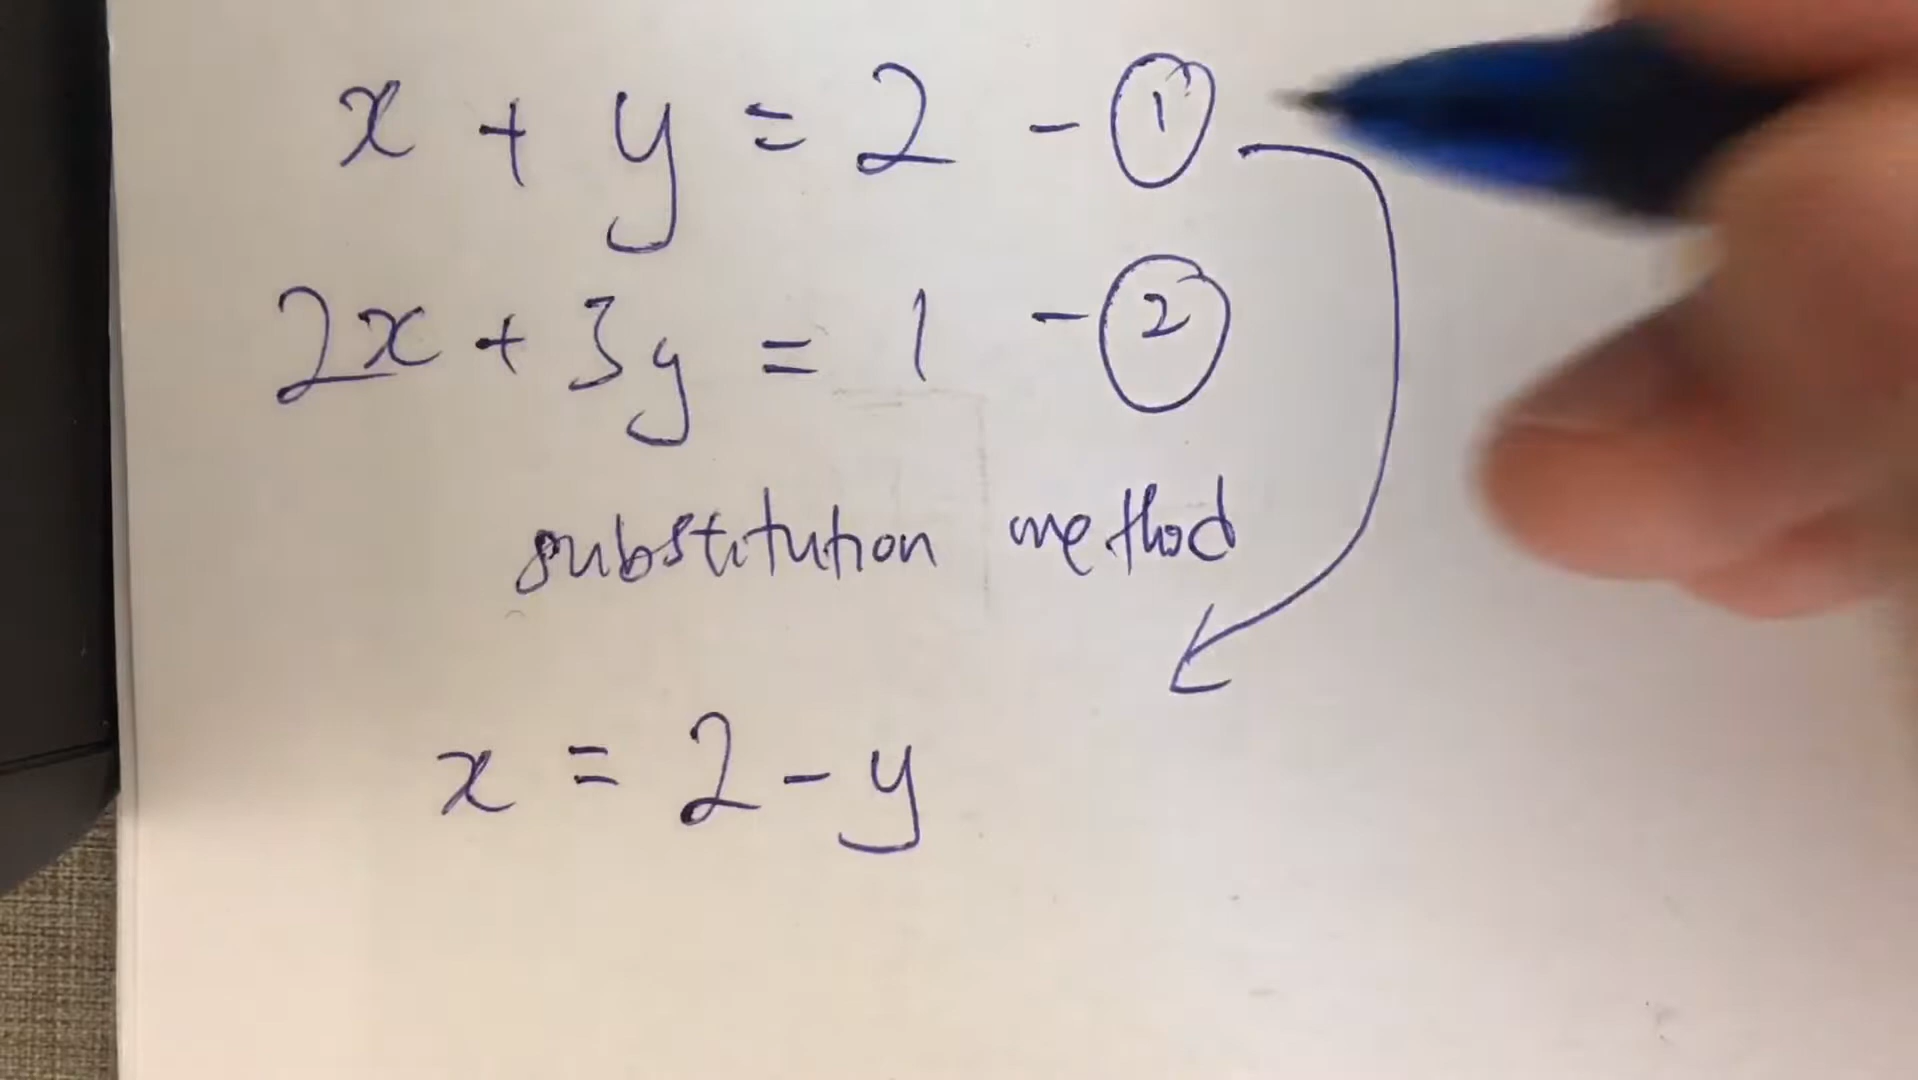 x + y = 2 - ①
2x + 3y = 1 - ②
substitution method
x = 2 - y